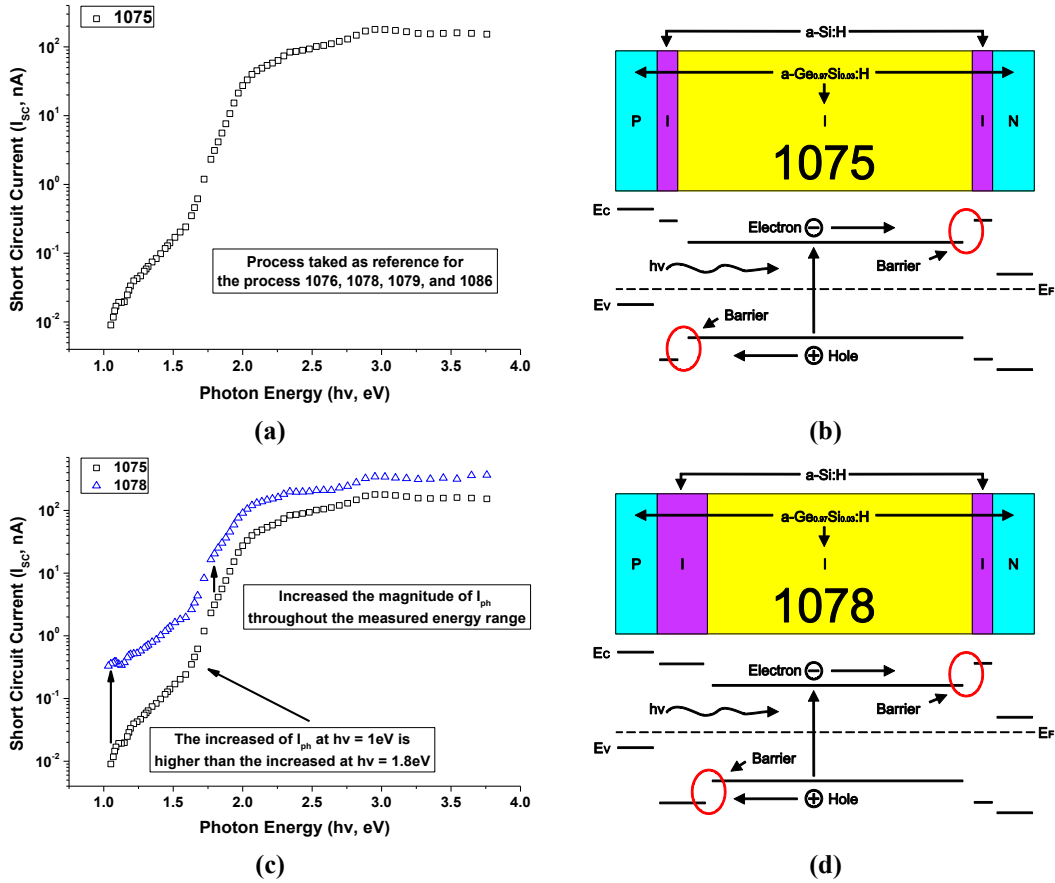 1075
10²
10¹
10⁰
10⁻¹
10⁻²
Short Circuit Current (I_SC, nA)
Process taked as reference for
the process 1076, 1078, 1079, and 1086
1.0 1.5 2.0 2.5 3.0 3.5 4.0
Photon Energy (hν, eV)
(a)
a-Si:H
a-Ge₀.₉₇Si₀.₀₃:H
P I I I N
1075
Ec
Electron
Barrier
hν
EF
Ev
Barrier
Hole
(b)
1075
1078
10²
10¹
10⁰
10⁻¹
10⁻²
Short Circuit Current (I_SC, nA)
Increased the magnitude of I_ph
throughout the measured energy range
The increased of I_ph at hν = 1eV is
higher than the increased at hν = 1.8eV
1.0 1.5 2.0 2.5 3.0 3.5 4.0
Photon Energy (hν, eV)
(c)
a-Si:H
a-Ge₀.₉₇Si₀.₀₃:H
P I I I N
1078
Ec
Electron
Barrier
hν
EF
Ev
Barrier
Hole
(d)